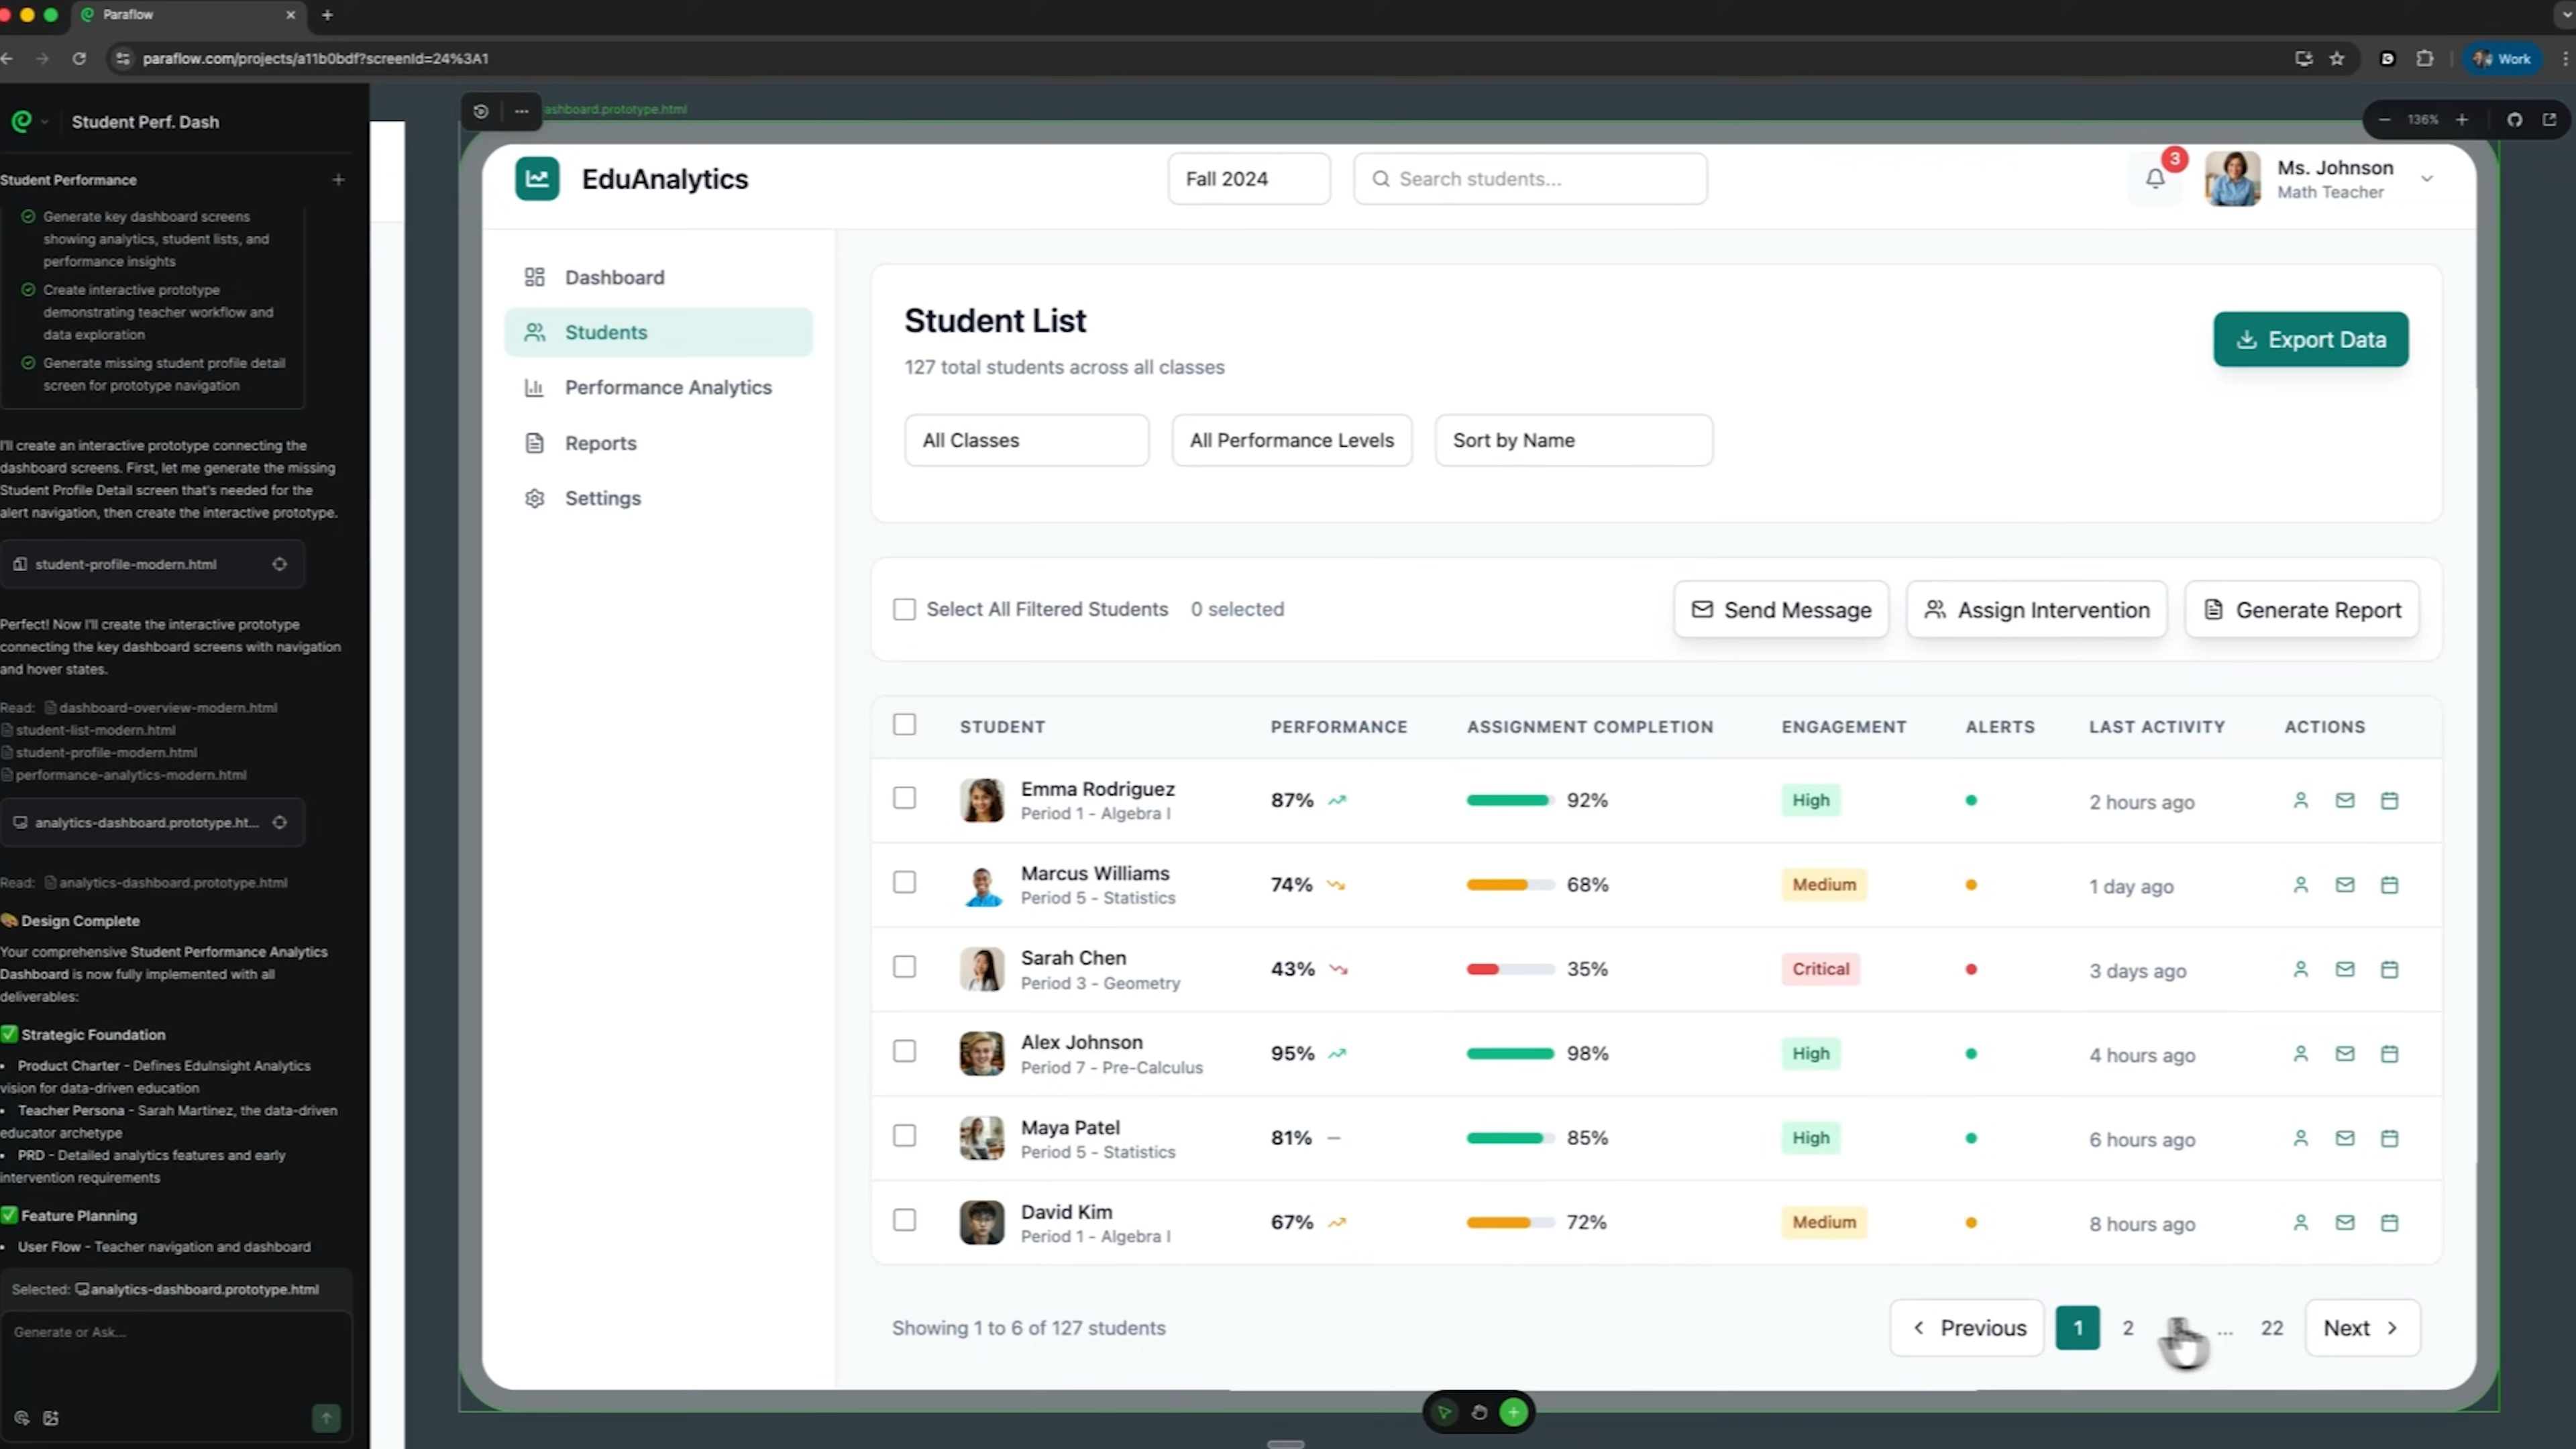 Paraflow
paraflow.com/projects/a11b0bdf?screenId=24%3A1
Work
Student Perf. Dash
Student Performance
Generate key dashboard screens
showing analytics, student lists, and
performance insights
Create interactive prototype
demonstrating teacher workflow and
data exploration
Generate missing student profile detail
screen for prototype navigation
I'll create an interactive prototype connecting the
dashboard screens. First, let me generate the missing
Student Profile Detail screen that's needed for the
alert navigation, then create the interactive prototype.
student-profile-modern.html
Perfect! Now I'll create the interactive prototype
connecting the key dashboard screens with navigation
and hover states.
Read: dashboard-overview-modern.html
student-list-modern.html
student-profile-modern.html
performance-analytics-modern.html
analytics-dashboard.prototype.ht...
Read: analytics-dashboard.prototype.html
Design Complete
Your comprehensive Student Performance Analytics
Dashboard is now fully implemented with all
deliverables:
Strategic Foundation
• Product Charter - Defines EduInsight Analytics
vision for data-driven education
• Teacher Persona - Sarah Martinez, the data-driven
educator archetype
• PRD - Detailed analytics features and early
intervention requirements
Feature Planning
• User Flow - Teacher navigation and dashboard
Selected: analytics-dashboard.prototype.html
Generate or Ask...
ashboard.prototype.html
136%
EduAnalytics
Fall 2024
Search students...
3
Ms. Johnson
Math Teacher
Dashboard
Students
Performance Analytics
Reports
Settings
Student List
127 total students across all classes
Export Data
All Classes
All Performance Levels
Sort by Name
Select All Filtered Students 0 selected
Send Message
Assign Intervention
Generate Report
STUDENT PERFORMANCE ASSIGNMENT COMPLETION ENGAGEMENT ALERTS LAST ACTIVITY ACTIONS
Emma Rodriguez
Period 1 - Algebra I
87% 92% High 2 hours ago
Marcus Williams
Period 5 - Statistics
74% 68% Medium 1 day ago
Sarah Chen
Period 3 - Geometry
43% 35% Critical 3 days ago
Alex Johnson
Period 7 - Pre-Calculus
95% 98% High 4 hours ago
Maya Patel
Period 5 - Statistics
81% 85% High 6 hours ago
David Kim
Period 1 - Algebra I
67% 72% Medium 8 hours ago
Showing 1 to 6 of 127 students
Previous 1 2 ... 22 Next